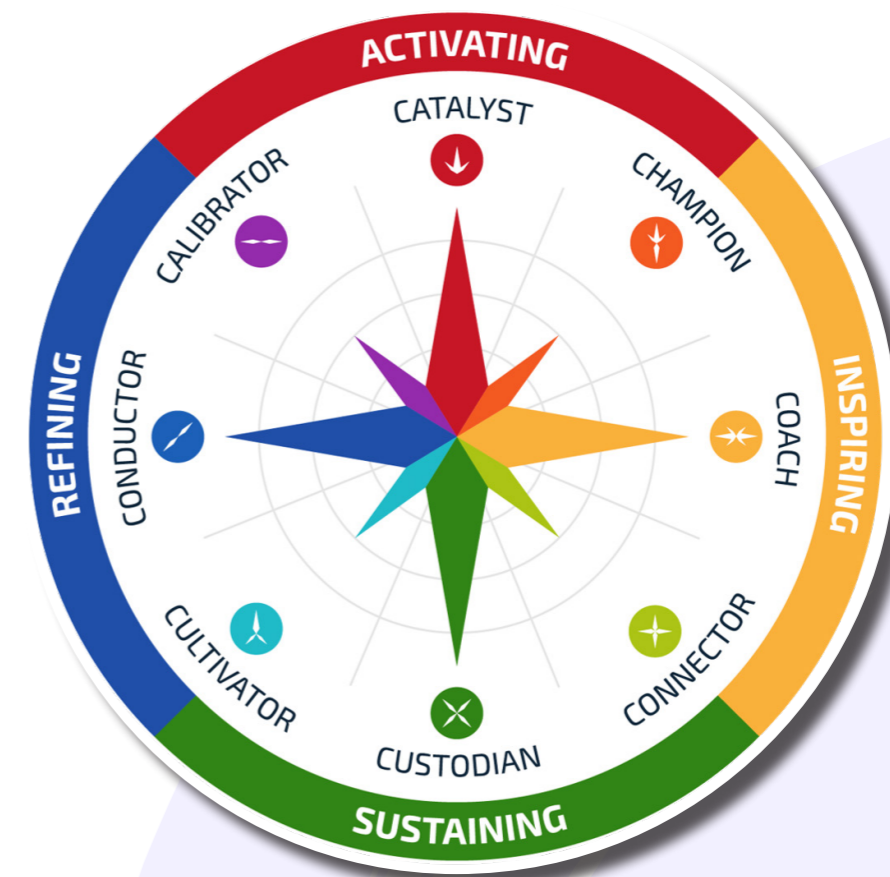 ACTIVATING
CATALYST
CHAMPION
COACH
INSPIRING
CONNECTOR
CUSTODIAN
SUSTAINING
CULTIVATOR
CONDUCTOR
REFINING
CALIBRATOR